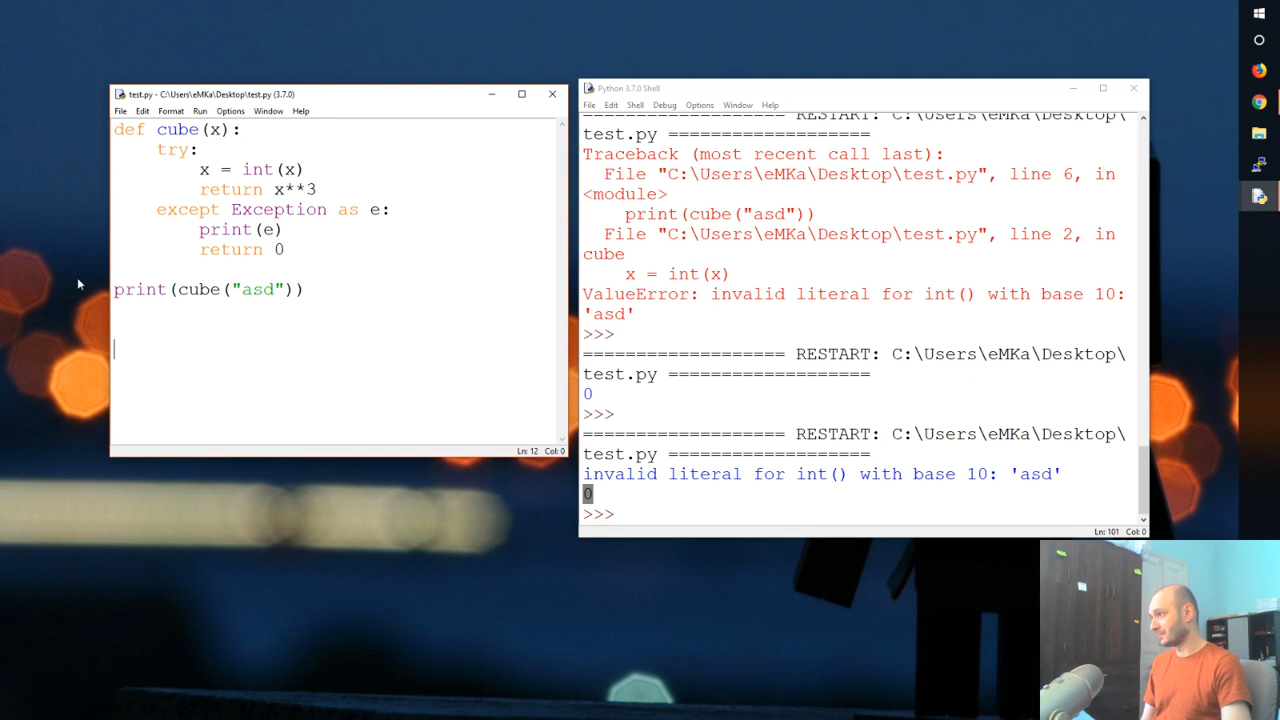 test.py - C:\Users\eMKa\Desktop\test.py (3.7.0)
File Edit Format Run Options Window Help
def cube(x):
    try:
        x = int(x)
        return x**3
    except Exception as e:
        print(e)
        return 0
print(cube("asd"))
Ln: 12 Col: 0
Python 3.7.0 Shell
File Edit Shell Debug Options Window Help
=================== RESTART: C:\Users\eMKa\Desktop\
test.py ===================
Traceback (most recent call last):
  File "C:\Users\eMKa\Desktop\test.py", line 6, in
<module>
    print(cube("asd"))
  File "C:\Users\eMKa\Desktop\test.py", line 2, in
cube
    x = int(x)
ValueError: invalid literal for int() with base 10:
'asd'
>>>
=================== RESTART: C:\Users\eMKa\Desktop\
test.py ===================
0
>>>
=================== RESTART: C:\Users\eMKa\Desktop\
test.py ===================
invalid literal for int() with base 10: 'asd'
0
>>>
Ln: 101 Col: 0